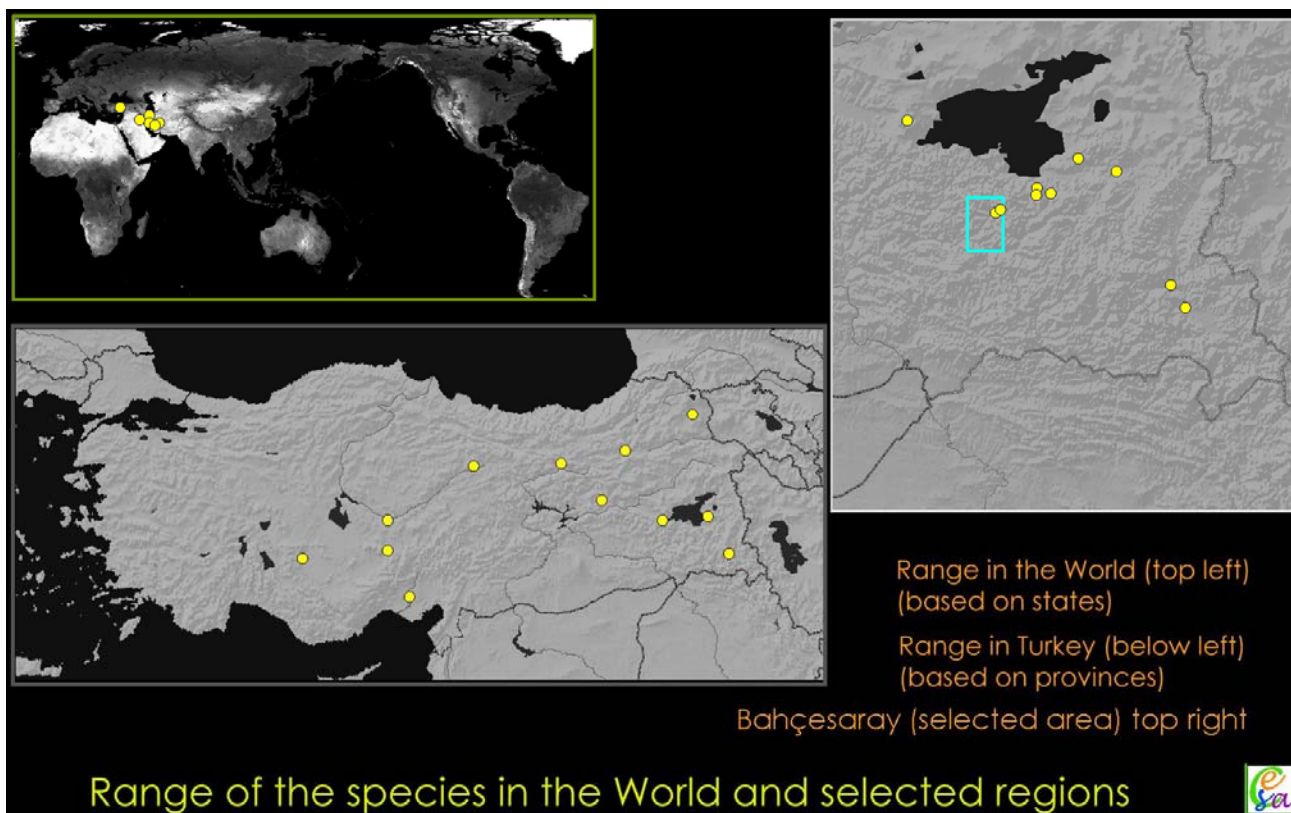 Range in the World (top left)
(based on states)
Range in Turkey (below left)
(based on provinces)
Bahçesaray (selected area) top right
Range of the species in the World and selected regions